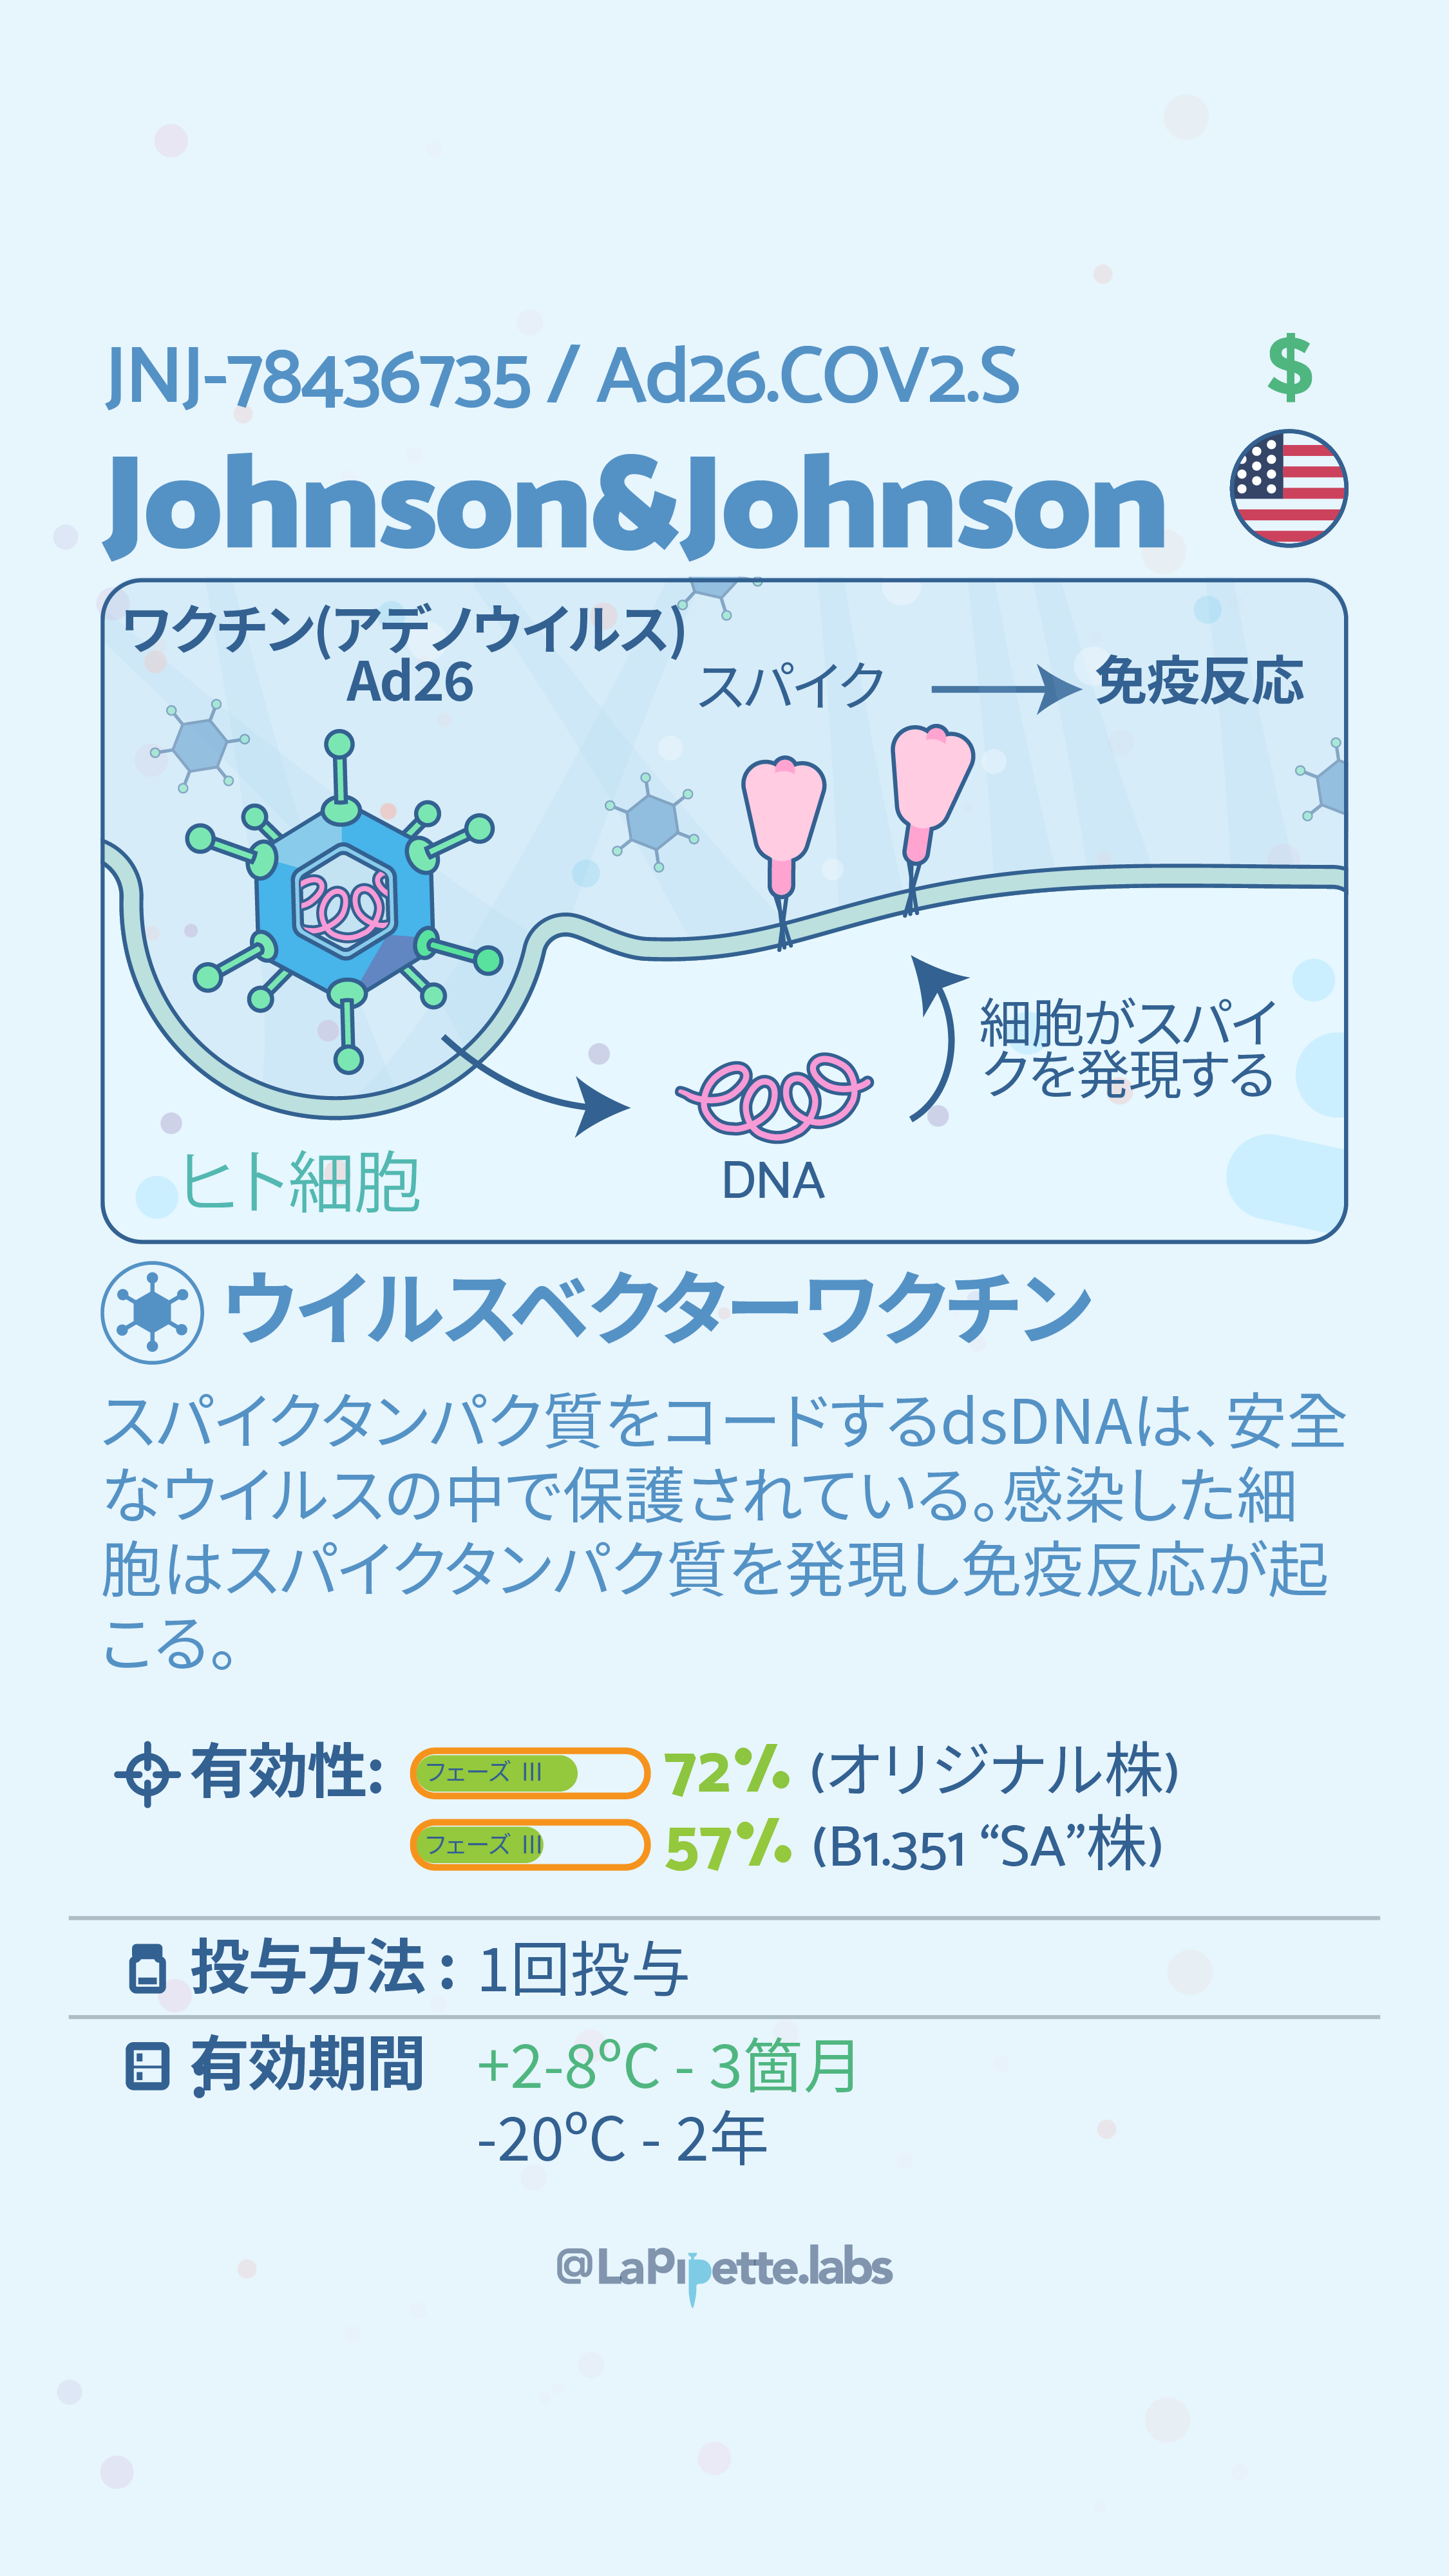 JNJ-78436735 / Ad26.COV2.S
$
Johnson&Johnson
ワクチン(アデノウイルス)
Ad26
スパイク
免疫反応
細胞がスパイ
クを発現する
DNA
ヒト細胞
ウイルスベクターワクチン
スパイクタンパク質をコードするdsDNAは、安全
なウイルスの中で保護されている。感染した細
胞はスパイクタンパク質を発現し免疫反応が起
こる。
有効性: フェーズ III 72% (オリジナル株)
フェーズ III 57% (B1.351 “SA”株)
投与方法 : 1回投与
有効期間: +2-8ºC - 3箇月
-20ºC - 2年
@LaPipette.labs